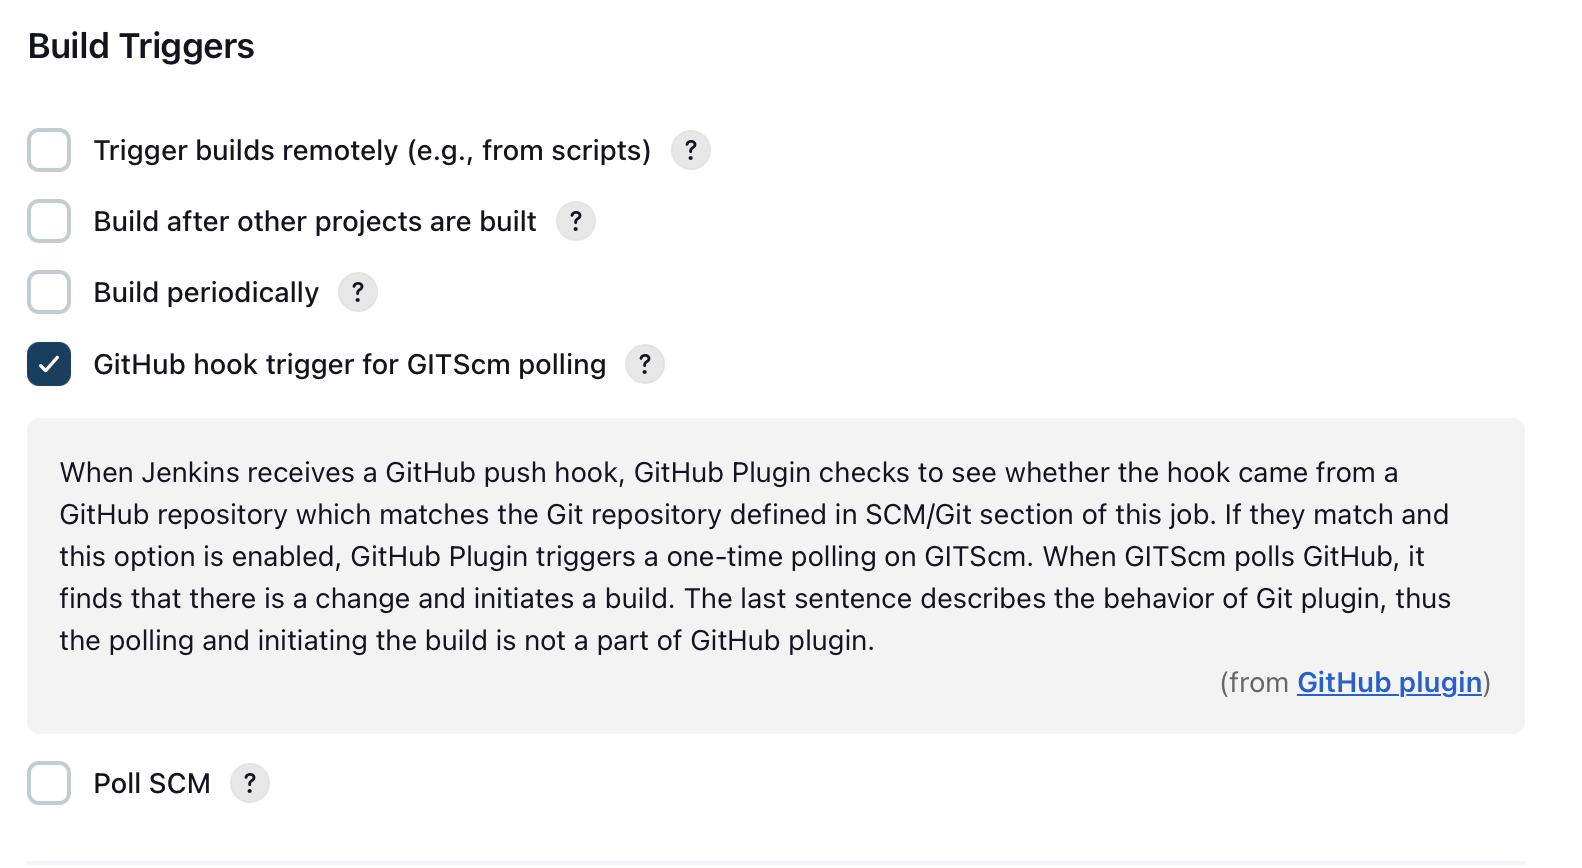 Build Triggers
Trigger builds remotely (e.g., from scripts) ?
Build after other projects are built ?
Build periodically ?
GitHub hook trigger for GITScm polling ?
When Jenkins receives a GitHub push hook, GitHub Plugin checks to see whether the hook came from a
GitHub repository which matches the Git repository defined in SCM/Git section of this job. If they match and
this option is enabled, GitHub Plugin triggers a one-time polling on GITScm. When GITScm polls GitHub, it
finds that there is a change and initiates a build. The last sentence describes the behavior of Git plugin, thus
the polling and initiating the build is not a part of GitHub plugin.
(from GitHub plugin)
Poll SCM ?